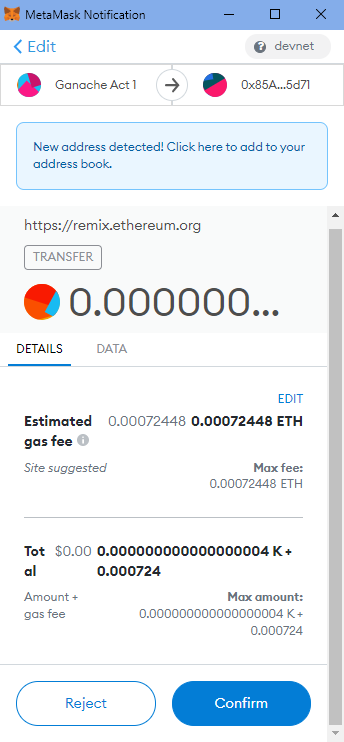 MetaMask Notification
Edit
devnet
Ganache Act 1
0x85A...5d71
New address detected! Click here to add to your
address book.
https://remix.ethereum.org
TRANSFER
0.000000...
DETAILS
DATA
EDIT
Estimated 0.00072448 0.00072448 ETH
gas fee
Site suggested
Max fee:
0.00072448 ETH
Tot $0.00 0.000000000000000004 K +
al 0.000724
Amount + Max amount:
gas fee 0.000000000000000004 K +
0.000724
Reject
Confirm